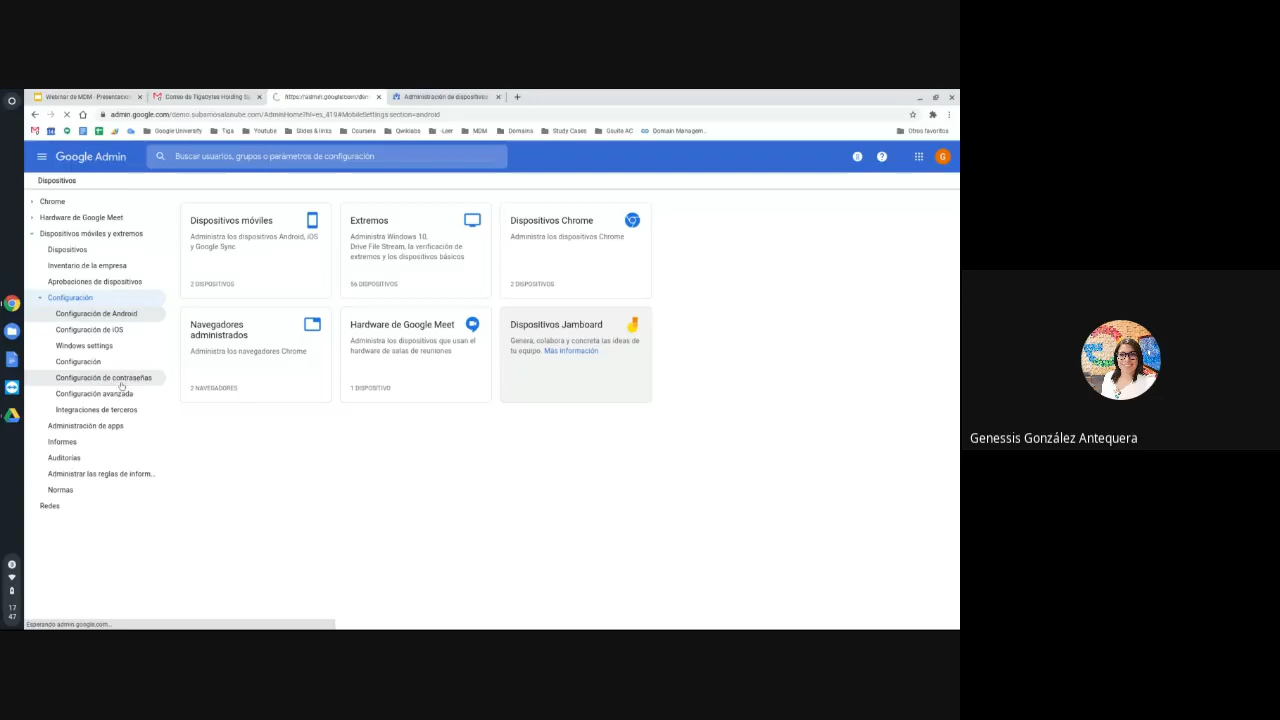 Webinar de MDM - Presentacio
Correo de Tigabytes Holding S
https://admin.google.com/den
Administración de dispositivos
admin.google.com/demo.subamosalanube.com/AdminHome?hl=es_419#MobileSettings:section=android
Google University
Tiga
Youtube
Slides & links
Coursera
Qwiklabs
-Leer
MDM
Domains
Study Cases
Gsuite AC
Domain Managem...
Otros favoritos
Google Admin
Buscar usuarios, grupos o parámetros de configuración
G
Dispositivos
Chrome
Hardware de Google Meet
Dispositivos móviles y extremos
Dispositivos
Inventario de la empresa
Aprobaciones de dispositivos
Configuración
Configuración de Android
Configuración de iOS
Windows settings
Configuración
Configuración de contraseñas
Configuración avanzada
Integraciones de terceros
Administración de apps
Informes
Auditorías
Administrar las reglas de inform...
Normas
Redes
Dispositivos móviles
Administra los dispositivos Android, iOS
y Google Sync
2 DISPOSITIVOS
Extremos
Administra Windows 10,
Drive File Stream, la verificación de
extremos y los dispositivos básicos
56 DISPOSITIVOS
Dispositivos Chrome
Administra los dispositivos Chrome
2 DISPOSITIVOS
Navegadores
administrados
Administra los navegadores Chrome
2 NAVEGADORES
Hardware de Google Meet
Administra los dispositivos que usan el
hardware de salas de reuniones
1 DISPOSITIVO
Dispositivos Jamboard
Genera, colabora y concreta las ideas de
tu equipo. Más información
17
47
Esperando admin.google.com...
Genessis González Antequera